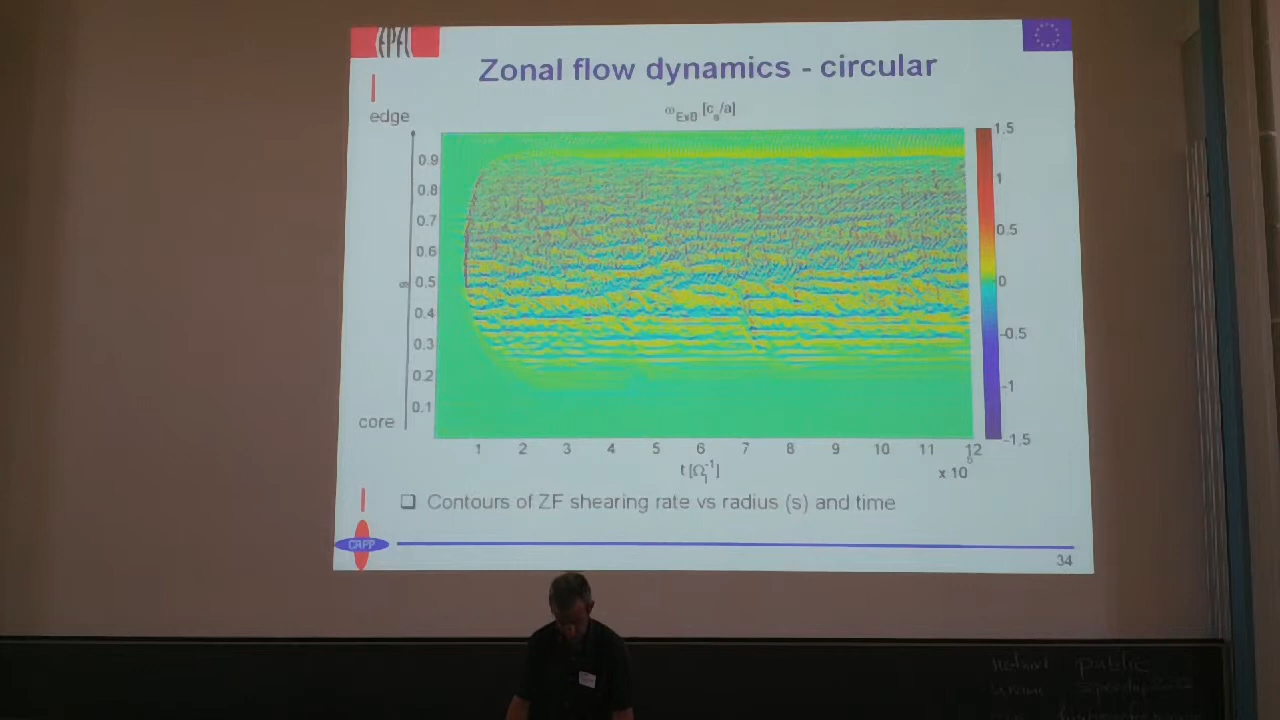 EPFL
Zonal flow dynamics - circular
edge
ω ExB [c s /a]
0.9
0.8
0.7
0.6
0.5
0.4
0.3
0.2
0.1
s
core
1.5
1
0.5
0
-0.5
-1
-1.5
1 2 3 4 5 6 7 8 9 10 11 12
t [Ω i -1 ]
x 10
❑ Contours of ZF shearing rate vs radius (s) and time
CRPP
34
public